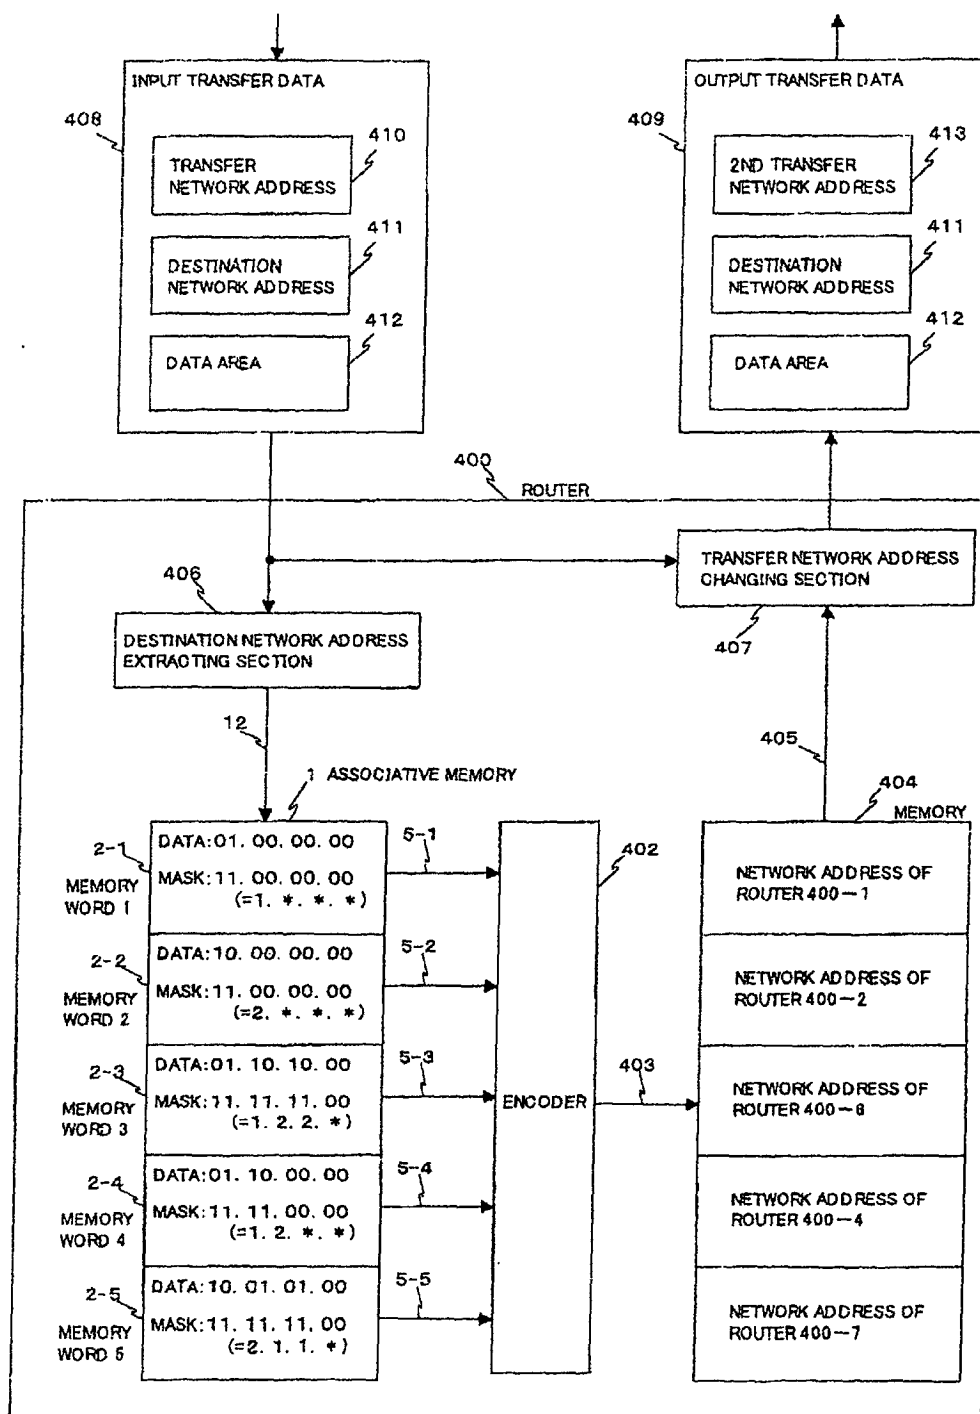 INPUT TRANSFER DATA
408
410
TRANSFER
NETWORK ADDRESS
411
DESTINATION
NETWORK ADDRESS
412
DATA AREA
OUTPUT TRANSFER DATA
409
413
2ND TRANSFER
NETWORK ADDRESS
411
DESTINATION
NETWORK ADDRESS
412
DATA AREA
400
ROUTER
406
DESTINATION NETWORK ADDRESS
EXTRACTING SECTION
TRANSFER NETWORK ADDRESS
CHANGING SECTION
407
12
405
1 ASSOCIATIVE MEMORY
2-1
MEMORY
WORD 1
DATA:01. 00. 00. 00
MASK:11. 00. 00. 00
(=1. *. *. *)
5-1
2-2
MEMORY
WORD 2
DATA:10. 00. 00. 00
MASK:11. 00. 00. 00
(=2. *. *. *)
5-2
2-3
MEMORY
WORD 3
DATA:01. 10. 10. 00
MASK:11. 11. 11. 00
(=1. 2. 2. *)
5-3
2-4
MEMORY
WORD 4
DATA:01. 10. 00. 00
MASK:11. 11. 00. 00
(=1. 2. *. *)
5-4
2-5
MEMORY
WORD 5
DATA:10. 01. 01. 00
MASK:11. 11. 11. 00
(=2. 1. 1. *)
5-5
402
ENCODER
403
404
MEMORY
NETWORK ADDRESS OF
ROUTER 400-1
NETWORK ADDRESS OF
ROUTER 400-2
NETWORK ADDRESS OF
ROUTER 400-6
NETWORK ADDRESS OF
ROUTER 400-4
NETWORK ADDRESS OF
ROUTER 400-7